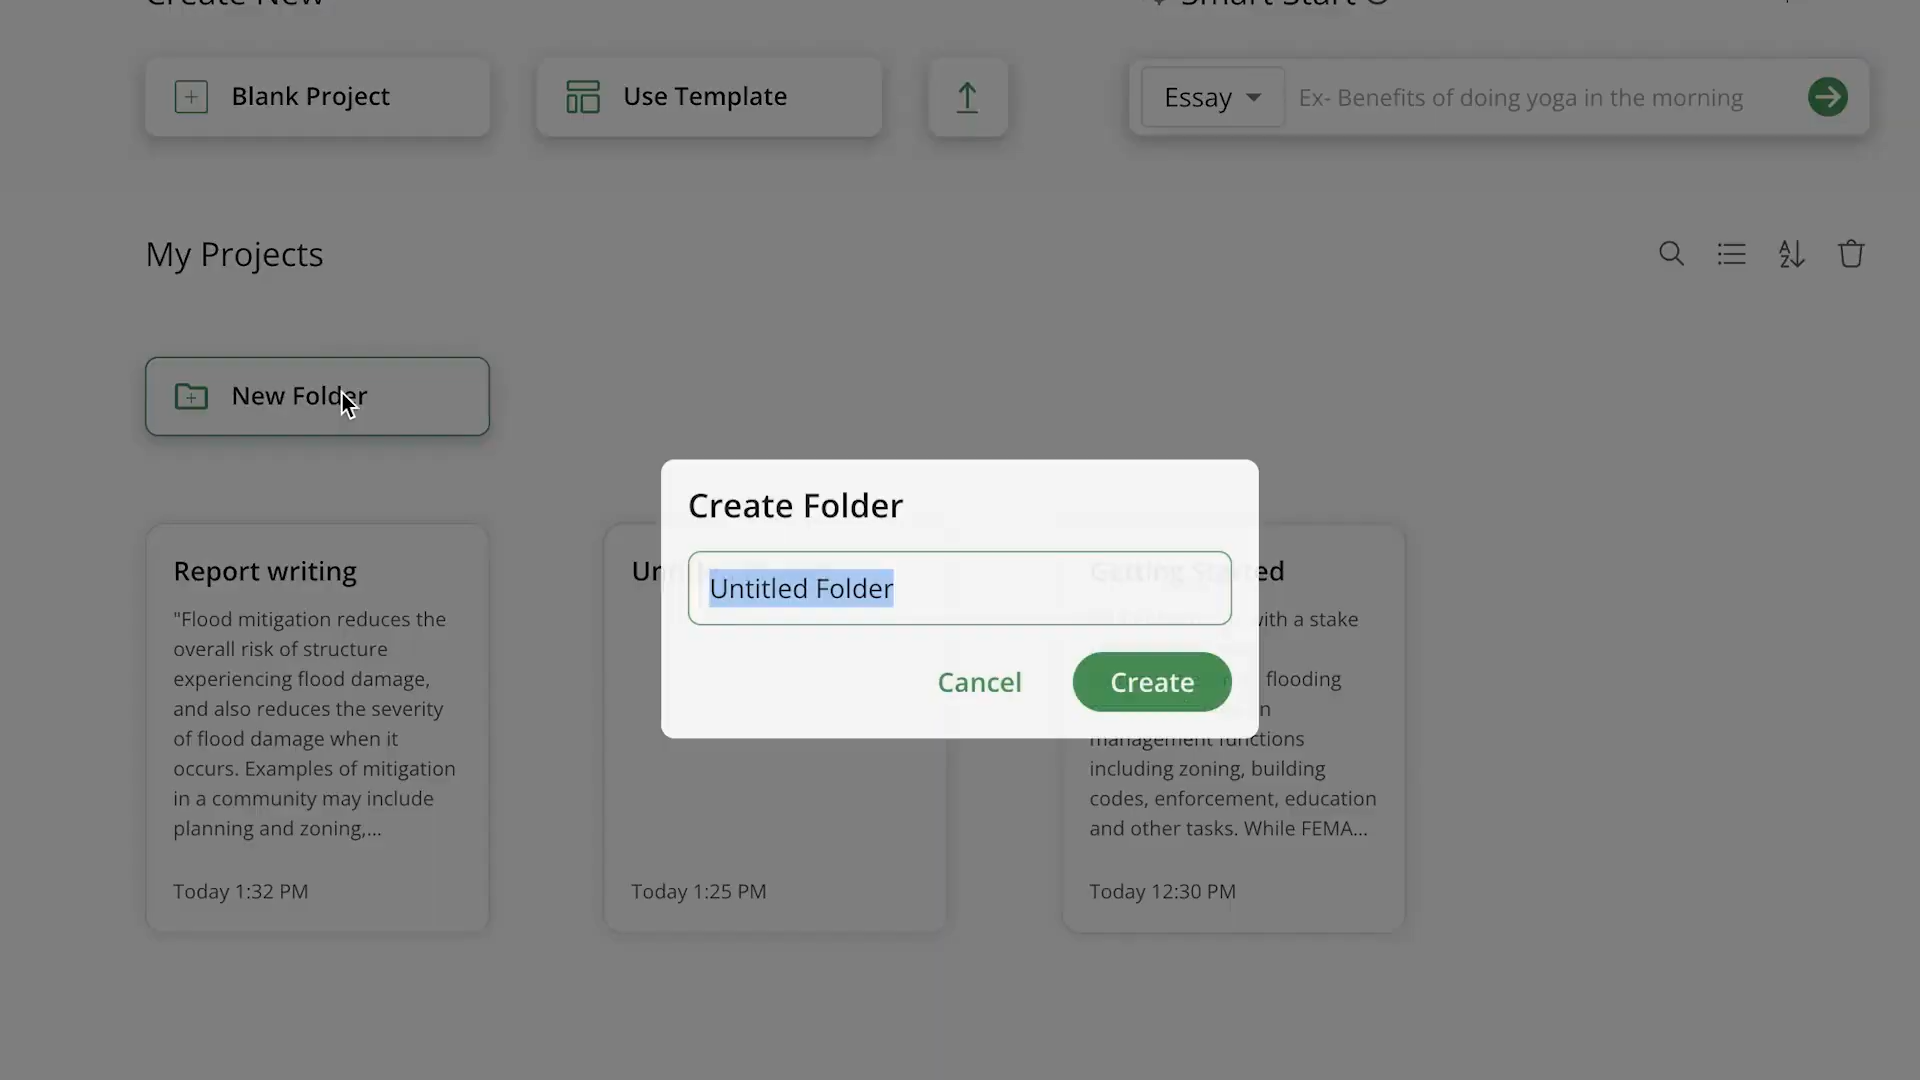 Create New
Smart Start
Blank Project
Use Template
Essay
Ex- Benefits of doing yoga in the morning
My Projects
New Folder
Create Folder
Untitled Folder
Cancel
Create
Report writing
"Flood mitigation reduces the
overall risk of structure
experiencing flood damage,
and also reduces the severity
of flood damage when it
occurs. Examples of mitigation
in a community may include
planning and zoning,...
Today 1:32 PM
Today 1:25 PM
Getting Started
with a stake
flooding
management functions
including zoning, building
codes, enforcement, education
and other tasks. While FEMA...
Today 12:30 PM